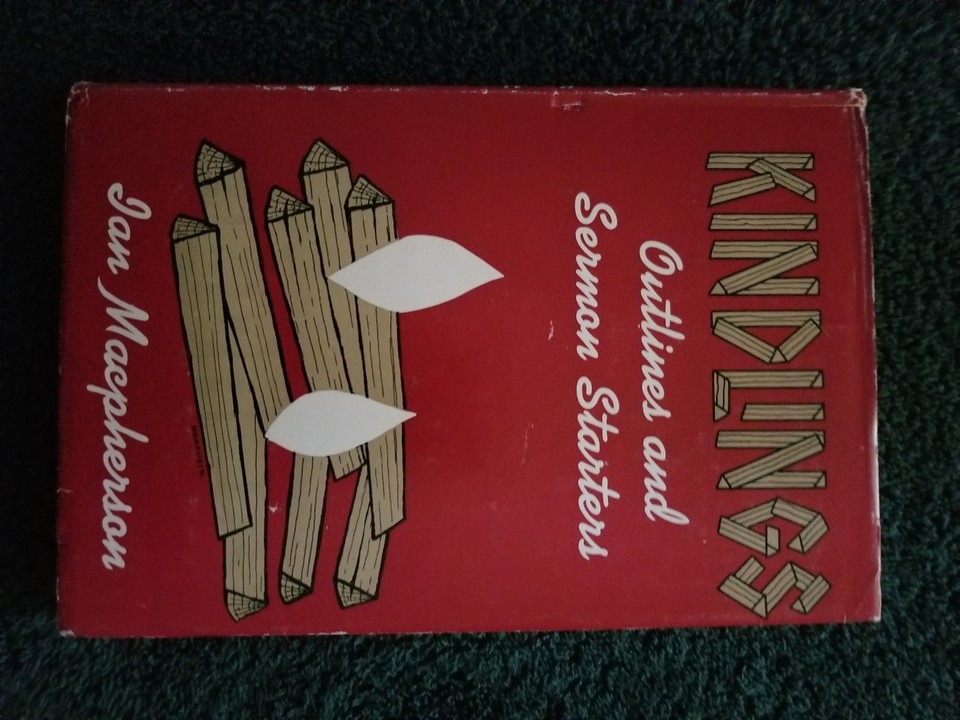 KINDLINGS
Outlines and
Sermon Starters
Ian Macpherson